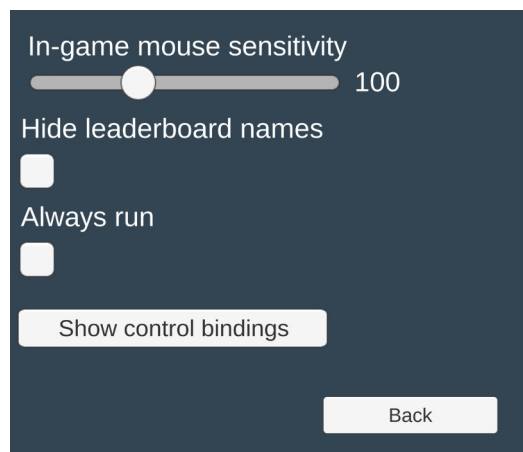 In-game mouse sensitivity
100
Hide leaderboard names
Always run
Show control bindings
Back